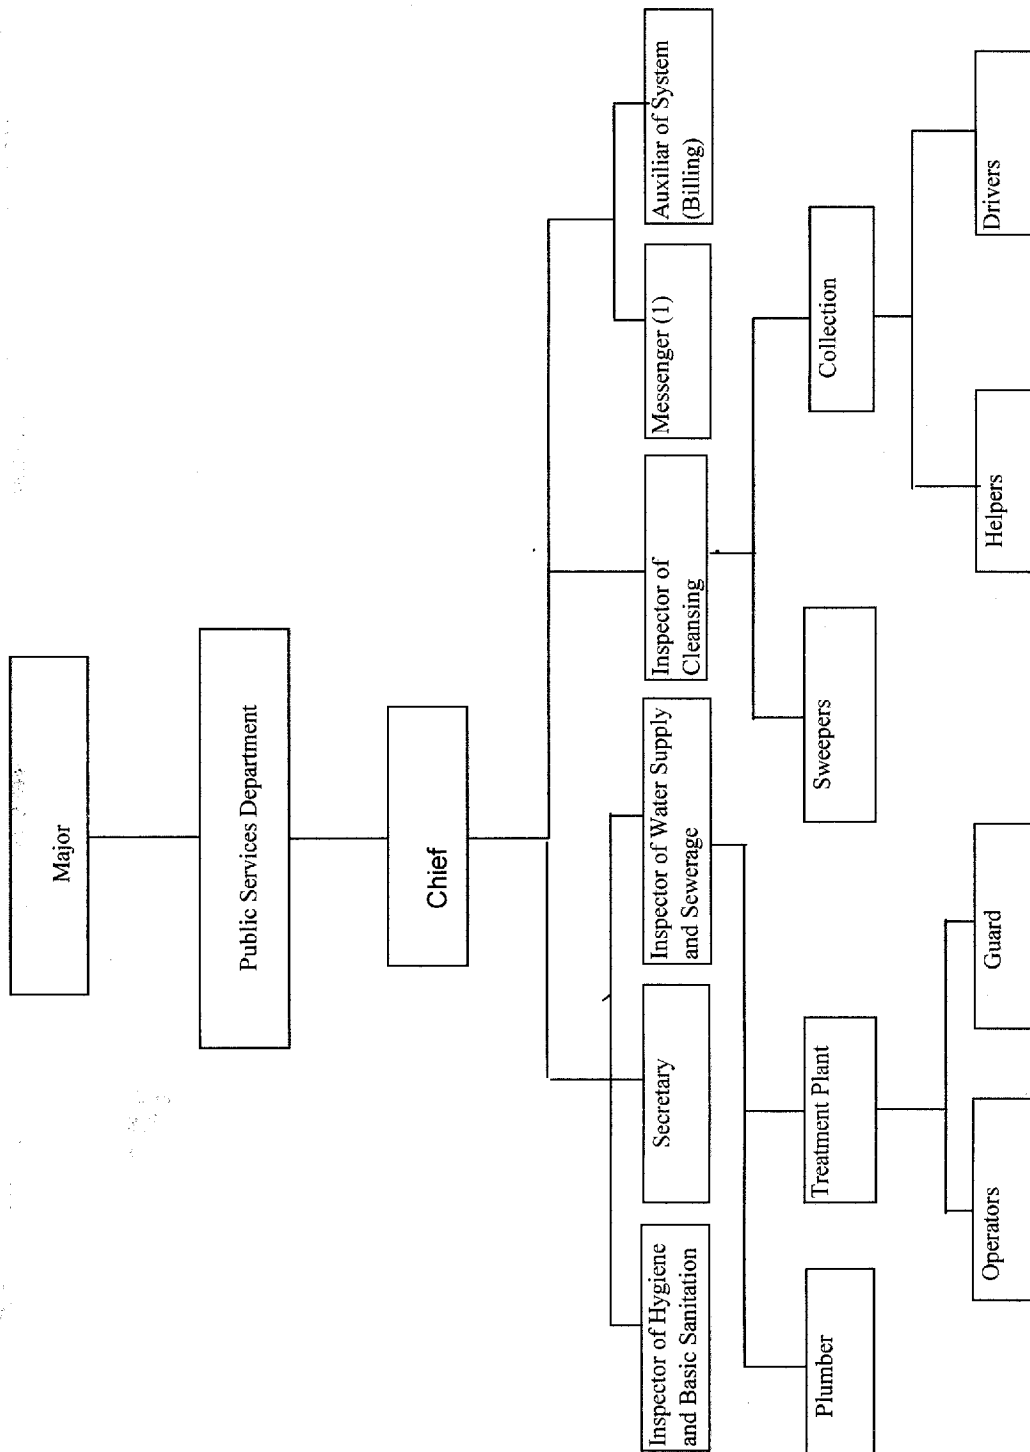 Major
Public Services Department
Chief
Inspector of Hygiene
and Basic Sanitation
Secretary
Inspector of Water Supply
and Sewerage
Inspector of
Cleansing
Messenger (1)
Auxiliar of System
(Billing)
Plumber
Treatment Plant
Sweepers
Collection
Operators
Guard
Helpers
Drivers